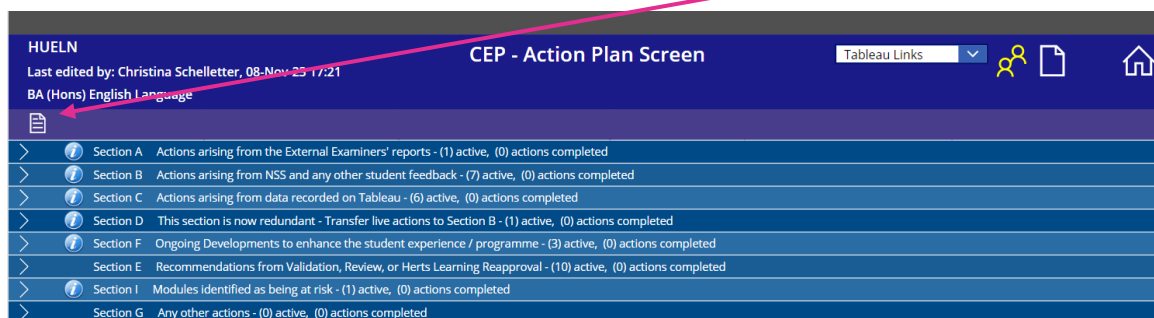 HUELN
CEP - Action Plan Screen
Tableau Links
Last edited by: Christina Schelletter, 08-Nov-23 17:21
BA (Hons) English Language
Section A Actions arising from the External Examiners' reports - (1) active, (0) actions completed
Section B Actions arising from NSS and any other student feedback - (7) active, (0) actions completed
Section C Actions arising from data recorded on Tableau - (6) active, (0) actions completed
Section D This section is now redundant - Transfer live actions to Section B - (1) active, (0) actions completed
Section F Ongoing Developments to enhance the student experience / programme - (3) active, (0) actions completed
Section E Recommendations from Validation, Review, or Herts Learning Reapproval - (10) active, (0) actions completed
Section I Modules identified as being at risk - (1) active, (0) actions completed
Section G Any other actions - (0) active, (0) actions completed